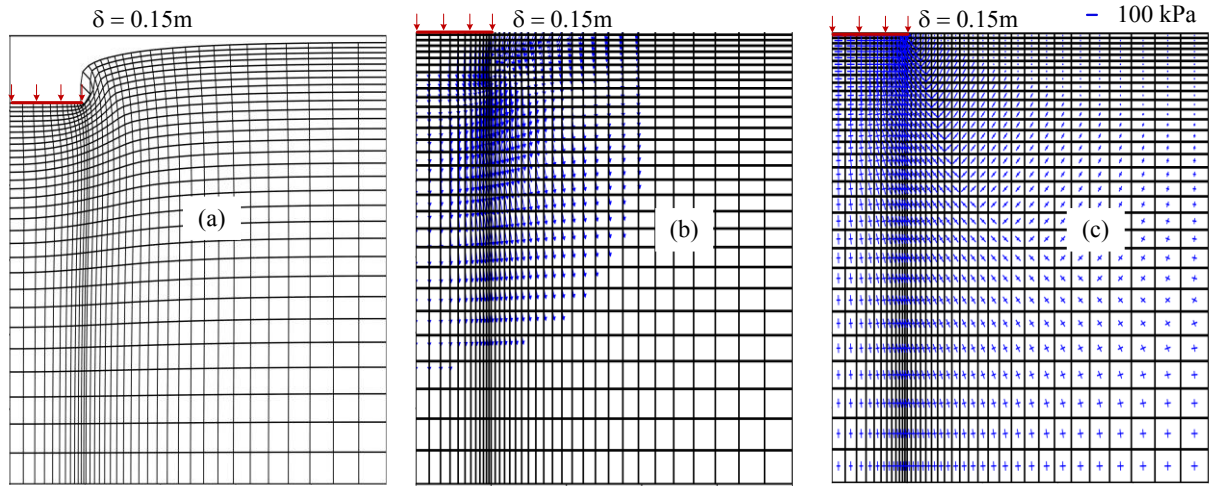 δ = 0.15m
δ = 0.15m
δ = 0.15m
100 kPa
(a)
(b)
(c)